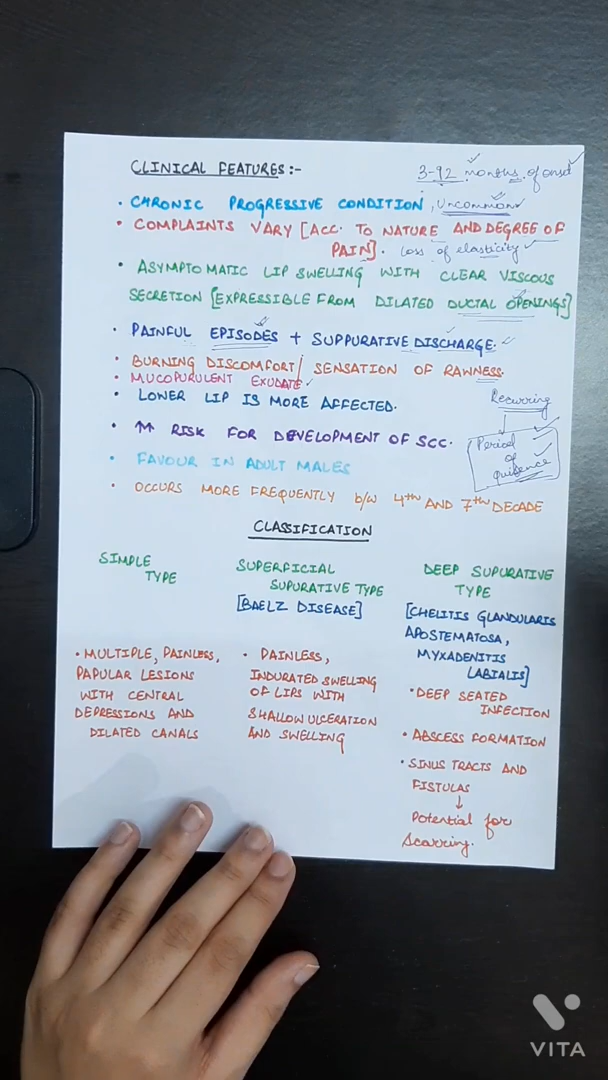 CLINICAL FEATURES:-
3-92 months of onset
• CHRONIC PROGRESSIVE CONDITION, Uncommon
• COMPLAINTS VARY [ACC. TO NATURE AND DEGREE OF
PAIN]. loss of elasticity
• ASYMPTOMATIC LIP SWELLING WITH CLEAR VISCOUS
SECRETION [EXPRESSIBLE FROM DILATED DUCTAL OPENINGS]
• PAINFUL EPISODES + SUPPURATIVE DISCHARGE.
• BURNING DISCOMFORT/ SENSATION OF RAWNESS.
• MUCOPURULENT EXUDATE
• LOWER LIP IS MORE AFFECTED.
Recurring
↓
Period
of
quisence
• ↑↑ RISK FOR DEVELOPMENT OF SCC.
• FAVOUR IN ADULT MALES
• OCCURS MORE FREQUENTLY b/w 4th AND 7th DECADE
CLASSIFICATION
SIMPLE
TYPE
SUPERFICIAL
SUPURATIVE TYPE
[BAELZ DISEASE]
DEEP SUPURATIVE
TYPE
[CHELITIS GLANDULARIS
APOSTEMATOSA,
MYXADENITIS
LABIALIS]
• MULTIPLE, PAINLESS,
PAPULAR LESIONS
WITH CENTRAL
DEPRESSIONS AND
DILATED CANALS
• PAINLESS,
INDURATED SWELLING
OF LIPS WITH
SHALLOW ULCERATION
AND SWELLING
• DEEP SEATED
INFECTION
• ABSCESS FORMATION
• SINUS TRACTS AND
FISTULAS
↓
Potential for
Scarring.
VITA